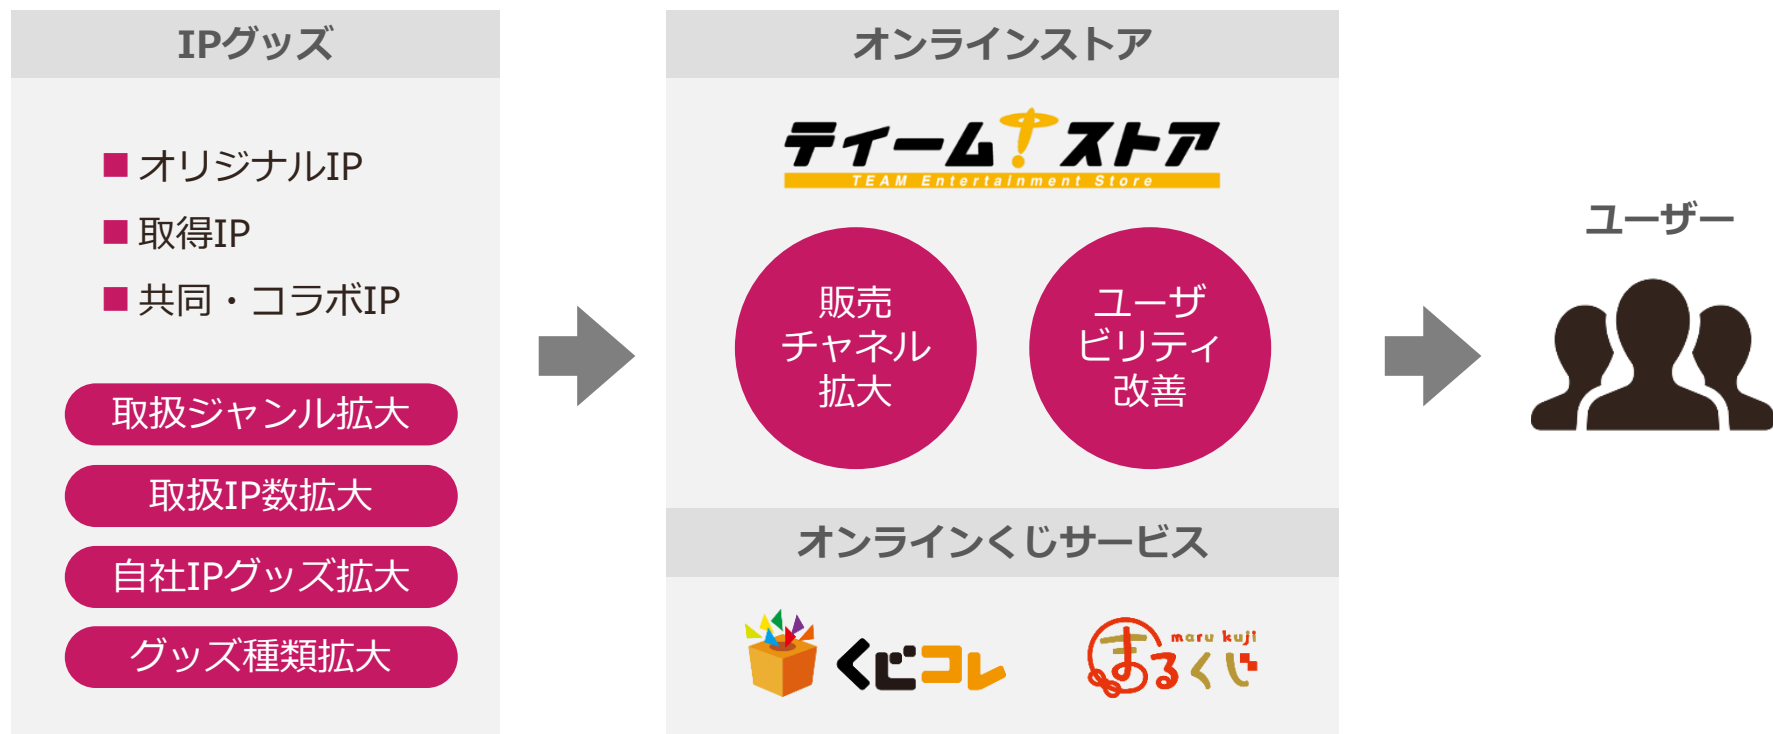 IPグッズ
■ オリジナルIP
■ 取得IP
■ 共同・コラボIP
取扱ジャンル拡大
取扱IP数拡大
自社IPグッズ拡大
グッズ種類拡大
オンラインストア
ティームストア
TEAM Entertainment Store
販売
チャネル
拡大
ユーザ
ビリティ
改善
オンラインくじサービス
くじコレ
maru kuji
まるくじ
ユーザー